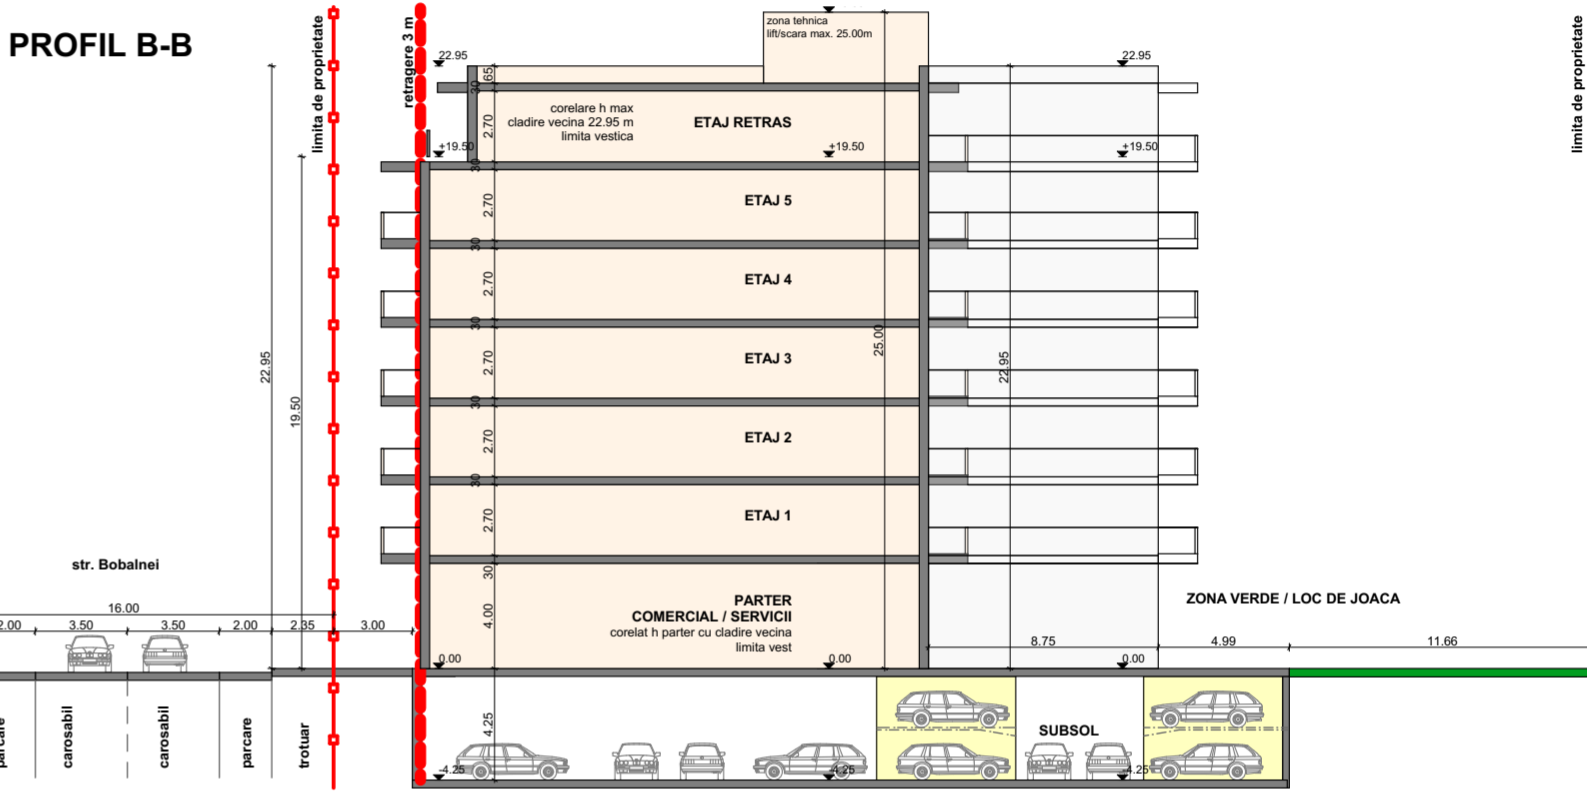 PROFIL B-B
limita de proprietate
retragere 3 m
limita de proprietate
zona tehnica
lift/scara max. 25.00m
22.95
22.95
65
30
2.70
corelare h max
cladire vecina 22.95 m
limita vestica
ETAJ RETRAS
+19.50
+19.50
+19.50
30
2.70
ETAJ 5
30
2.70
ETAJ 4
30
2.70
ETAJ 3
22.95
25.00
22.95
30
19.50
2.70
ETAJ 2
30
2.70
ETAJ 1
30
str. Bobalnei
4.00
PARTER
COMERCIAL / SERVICII
corelat h parter cu cladire vecina
limita vest
ZONA VERDE / LOC DE JOACA
16.00
2.00
3.50
3.50
2.00
2.35
3.00
8.75
4.99
11.66
0.00
0.00
0.00
parcare
carosabil
carosabil
parcare
trotuar
4.25
SUBSOL
-4.25
-4.25
-4.25